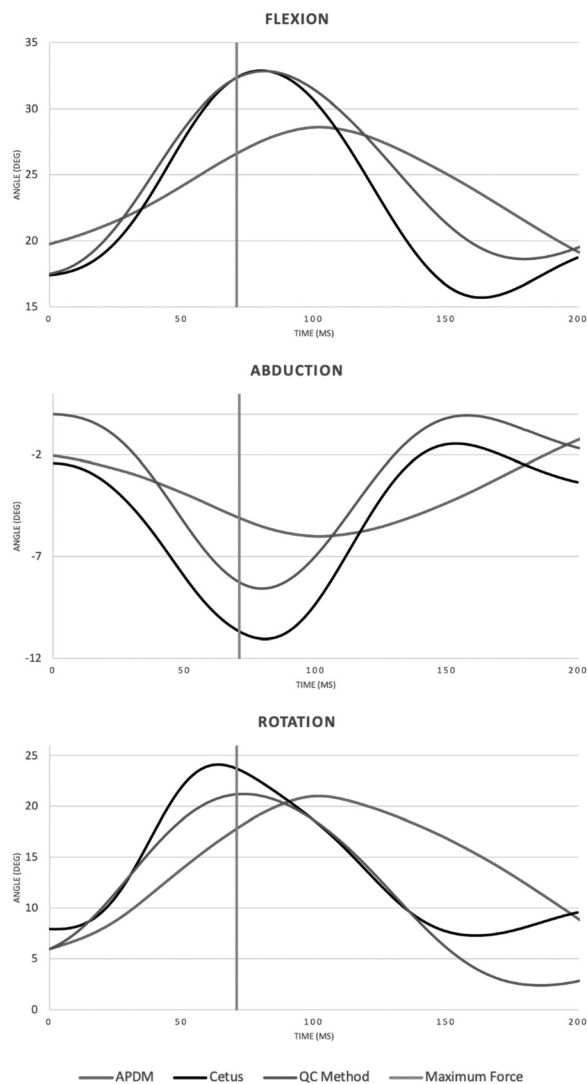 FLEXION
35
30
25
20
15
ANGLE (DEG)
0 50 100 150 200
TIME (MS)
ABDUCTION
-2
-7
-12
ANGLE (DEG)
0 50 100 150 200
TIME (MS)
ROTATION
25
20
15
10
5
0
ANGLE (DEG)
0 50 100 150 200
TIME (MS)
APDM Cetus QC Method Maximum Force